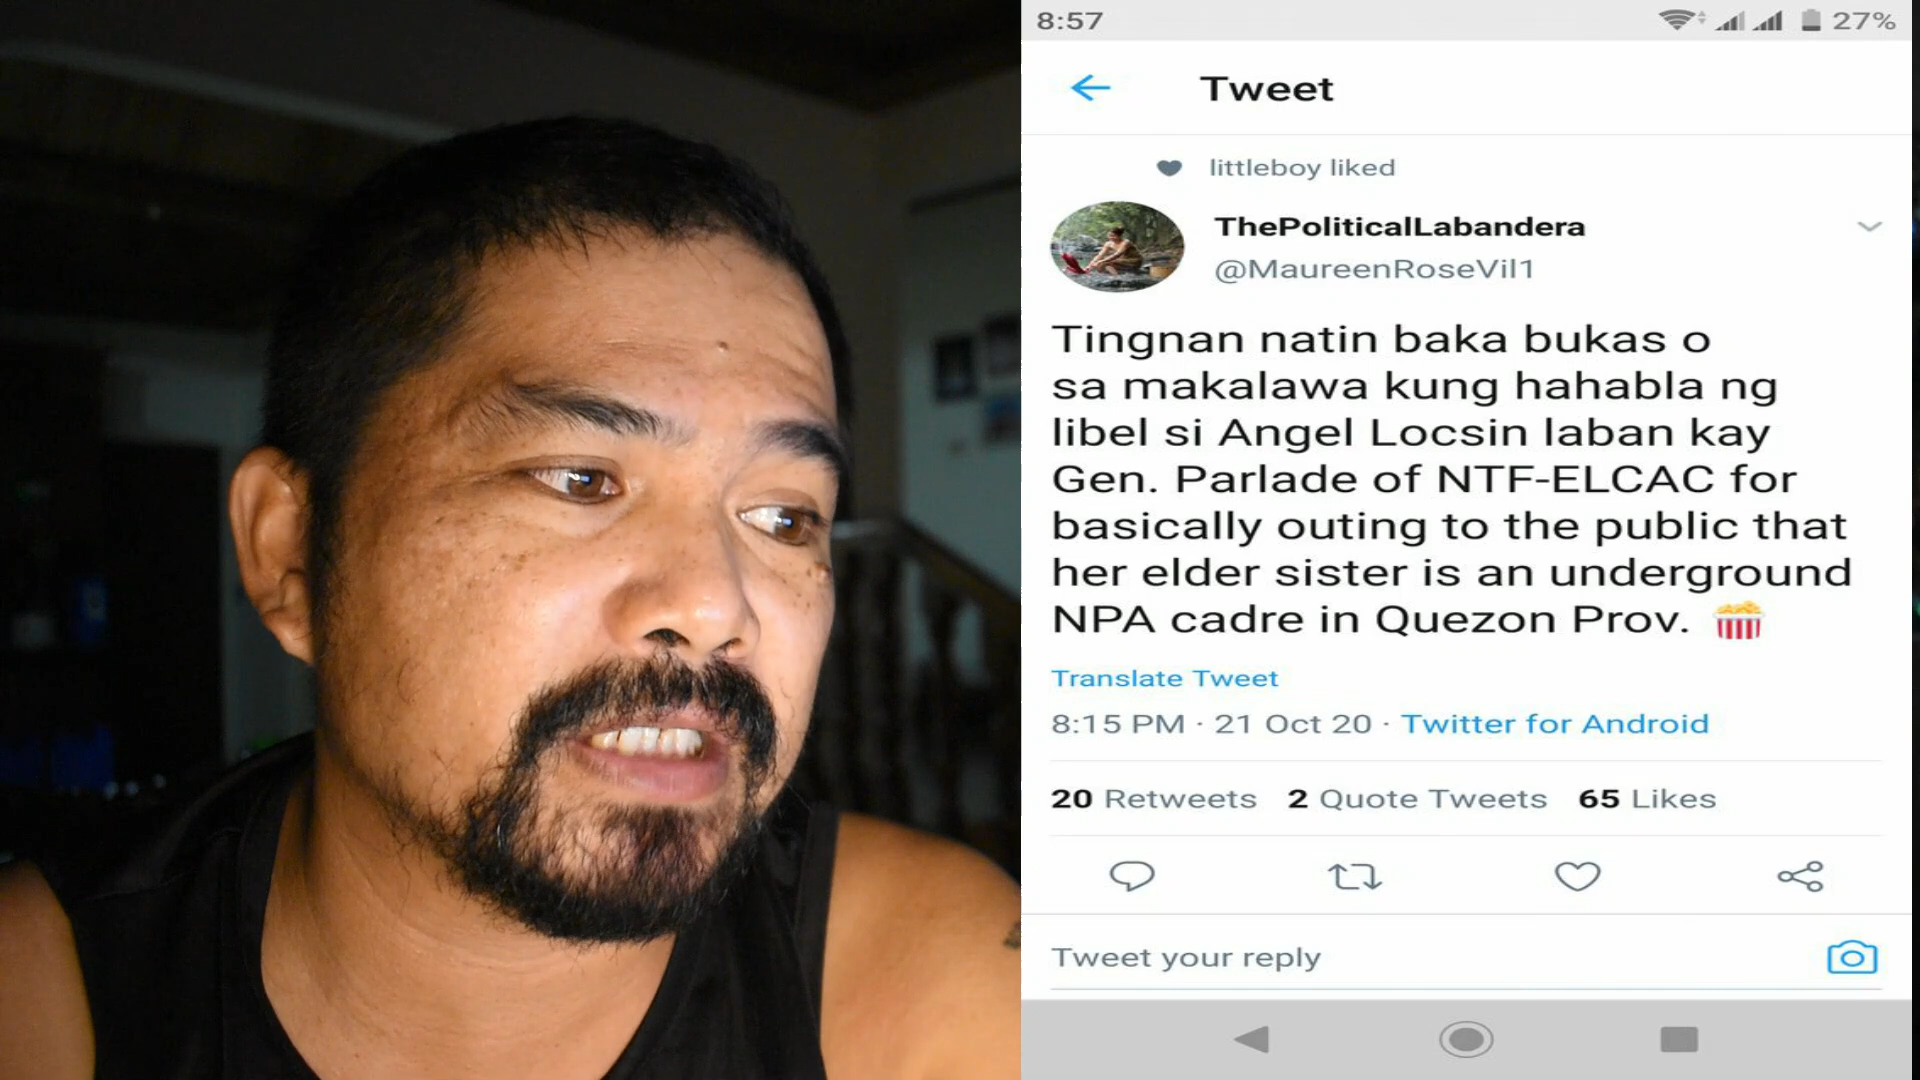 8:57
27%
Tweet
littleboy liked
ThePoliticalLabandera
@MaureenRoseVil1
Tingnan natin baka bukas o
sa makalawa kung hahabla ng
libel si Angel Locsin laban kay
Gen. Parlade of NTF-ELCAC for
basically outing to the public that
her elder sister is an underground
NPA cadre in Quezon Prov. 🍿
Translate Tweet
8:15 PM · 21 Oct 20 · Twitter for Android
20 Retweets 2 Quote Tweets 65 Likes
Tweet your reply